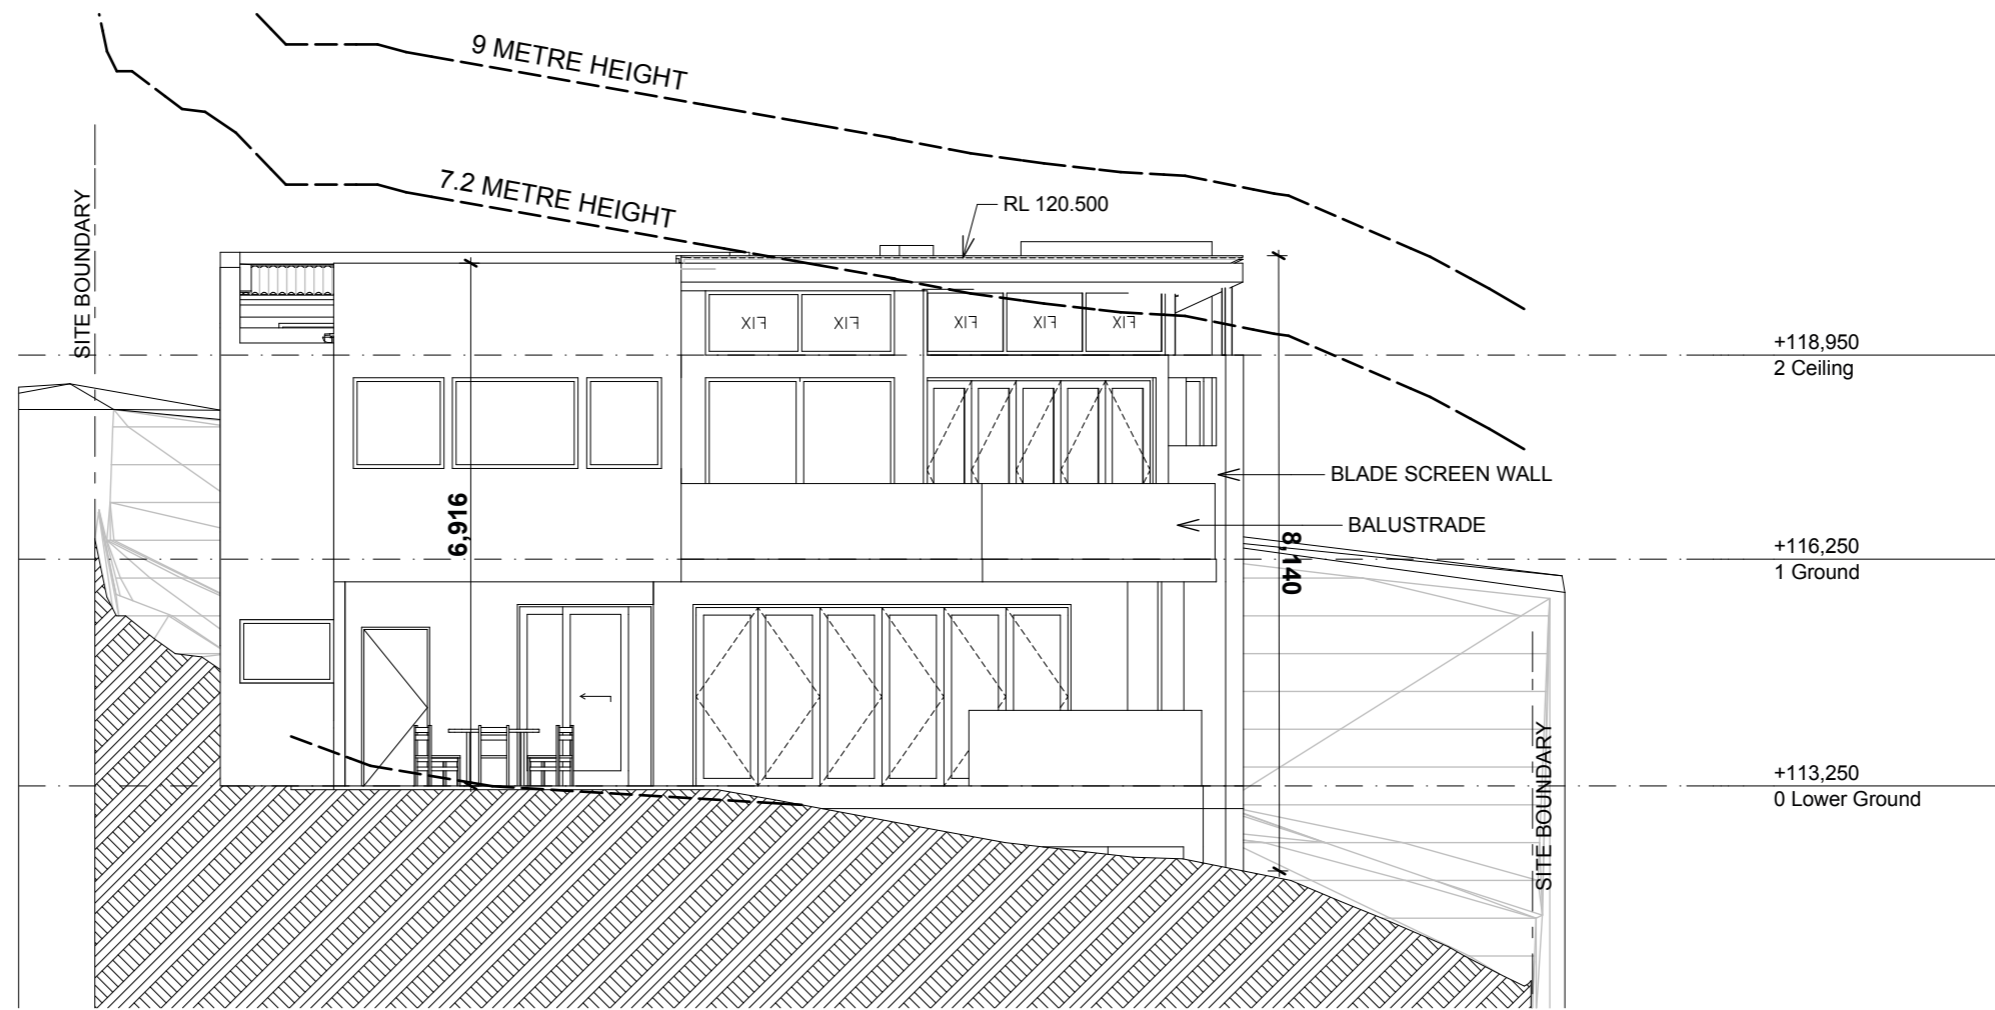 9 METRE HEIGHT
7.2 METRE HEIGHT
RL 120.500
SITE BOUNDARY
FIX
FIX
FIX
FIX
FIX
+118,950
2 Ceiling
BLADE SCREEN WALL
6,916
BALUSTRADE
8,140
+116,250
1 Ground
SITE BOUNDARY
+113,250
0 Lower Ground